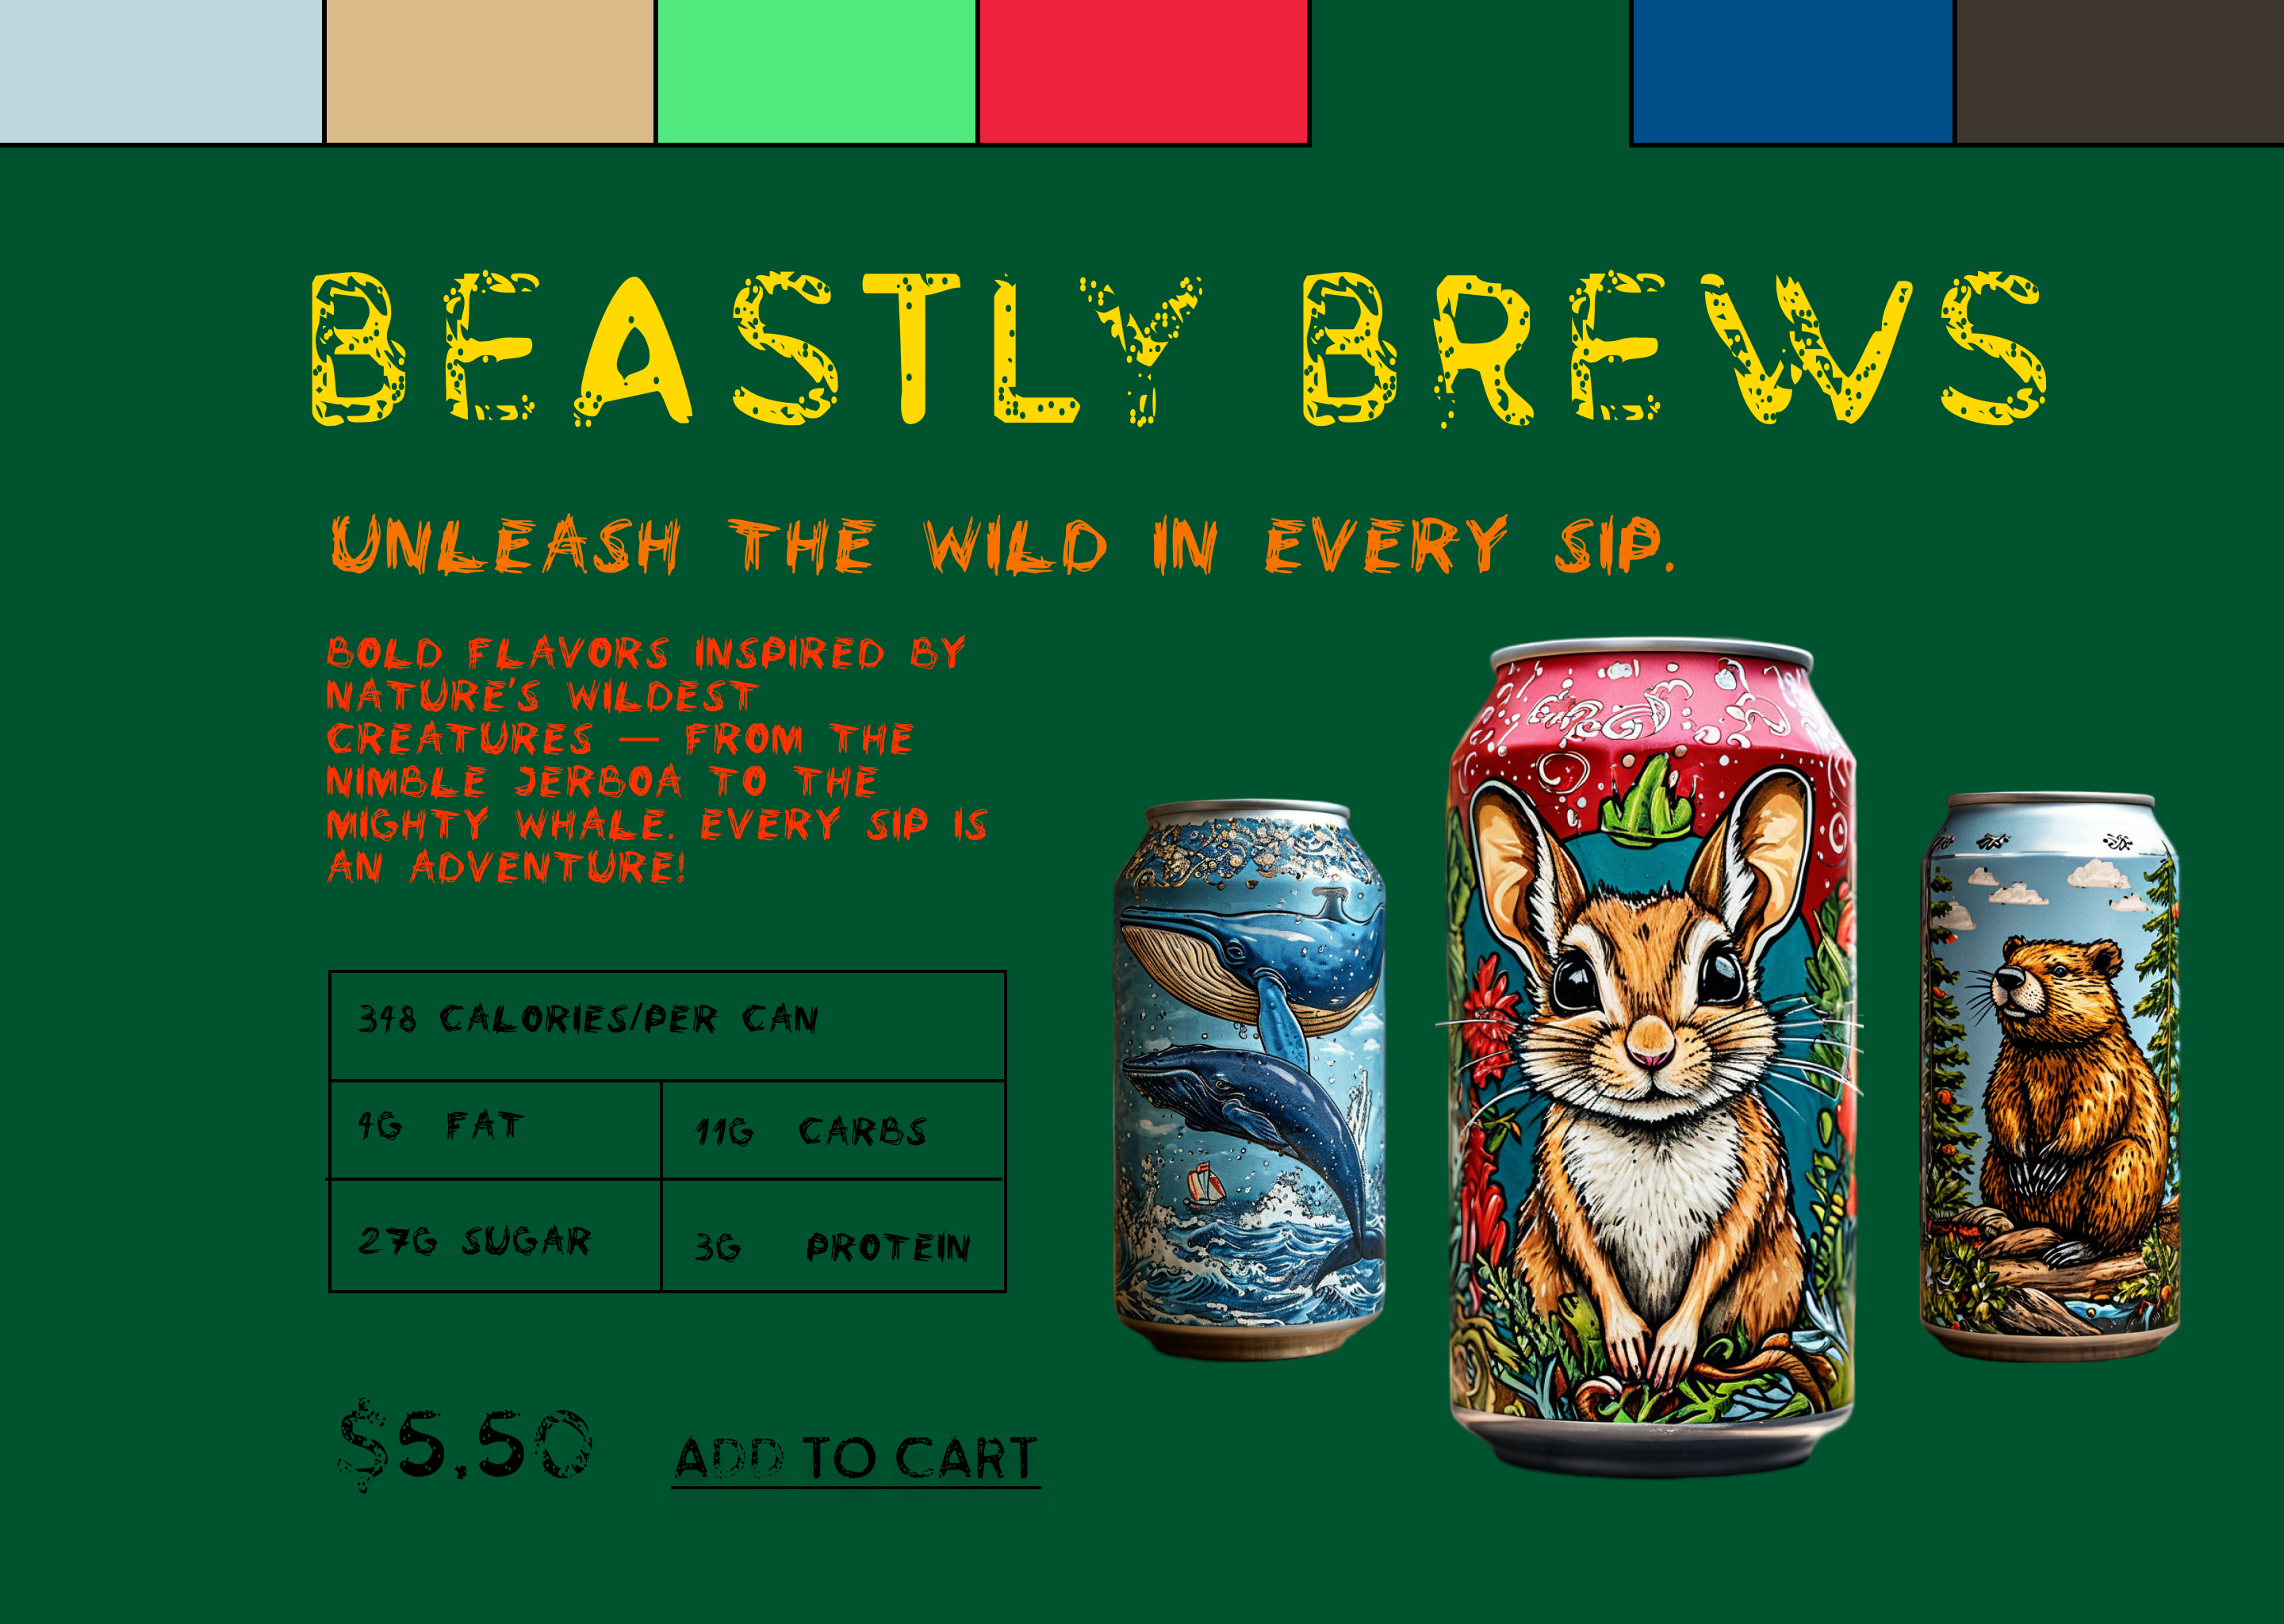 BEASTLY BREWS
UNLEASH THE WILD IN EVERY SIP.
BOLD FLAVORS INSPIRED BY
NATURE'S WILDEST
CREATURES — FROM THE
NIMBLE JERBOA TO THE
MIGHTY WHALE. EVERY SIP IS
AN ADVENTURE!
348 CALORIES/PER CAN
4G FAT
11G CARBS
27G SUGAR
3G PROTEIN
$5.50
ADD TO CART